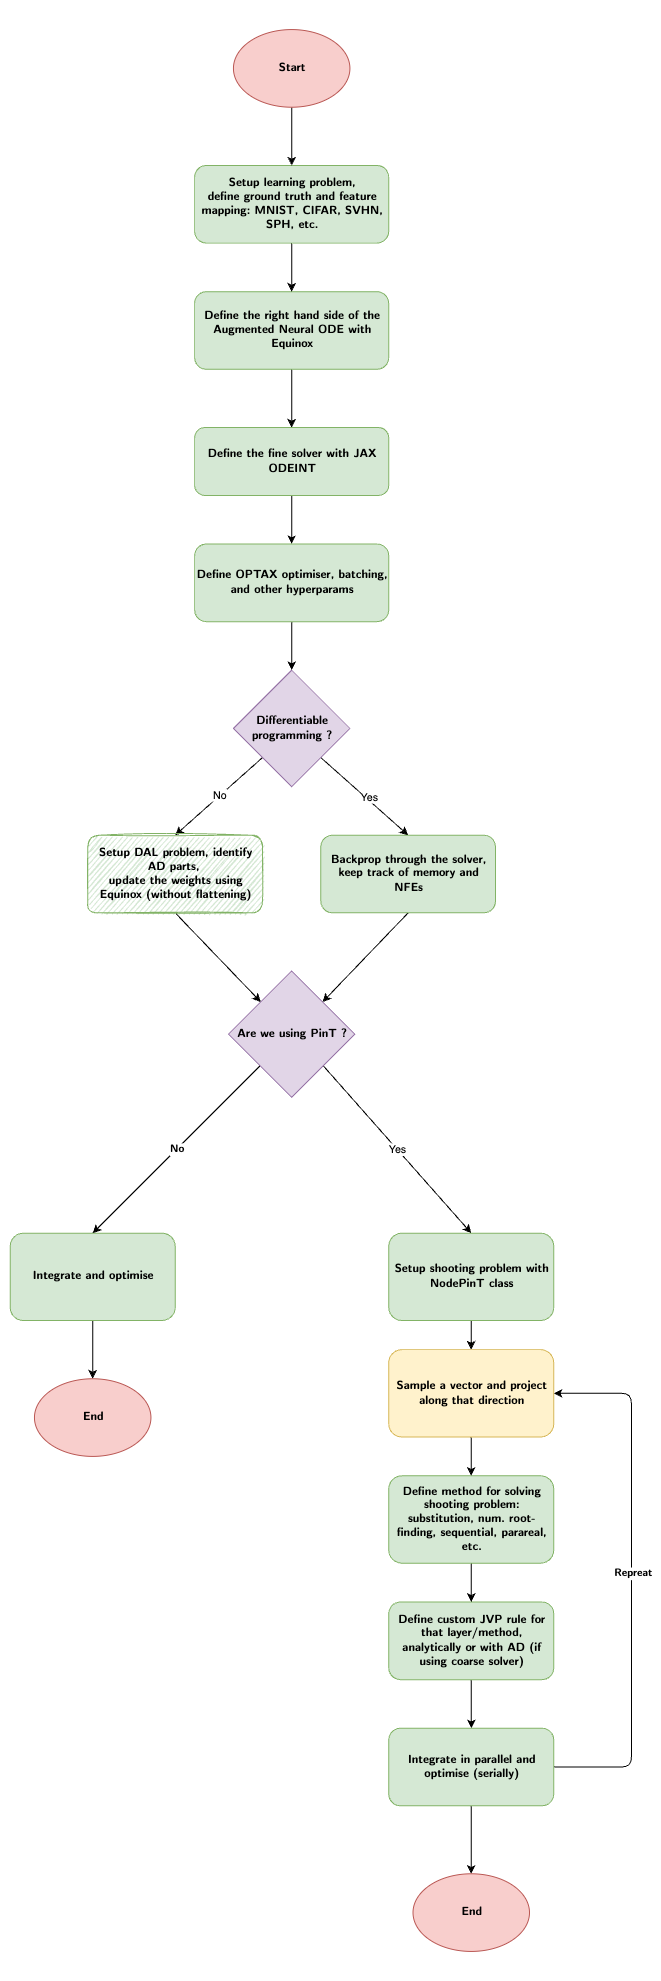 Start
Setup learning problem,
define ground truth and feature
mapping: MNIST, CIFAR, SVHN,
SPH, etc.
Define the right hand side of the
Augmented Neural ODE with
Equinox
Define the fine solver with JAX
ODEINT
Define OPTAX optimiser, batching,
and other hyperparams
Differentiable
programming ?
No
Yes
Setup DAL problem, identify
AD parts,
update the weights using
Equinox (without flattening)
Backprop through the solver,
keep track of memory and
NFEs
Are we using PinT ?
No
Yes
Integrate and optimise
End
Setup shooting problem with
NodePinT class
Sample a vector and project
along that direction
Define method for solving
shooting problem:
substitution, num. root-
finding, sequential, parareal,
etc.
Repreat
Define custom JVP rule for
that layer/method,
analytically or with AD (if
using coarse solver)
Integrate in parallel and
optimise (serially)
End